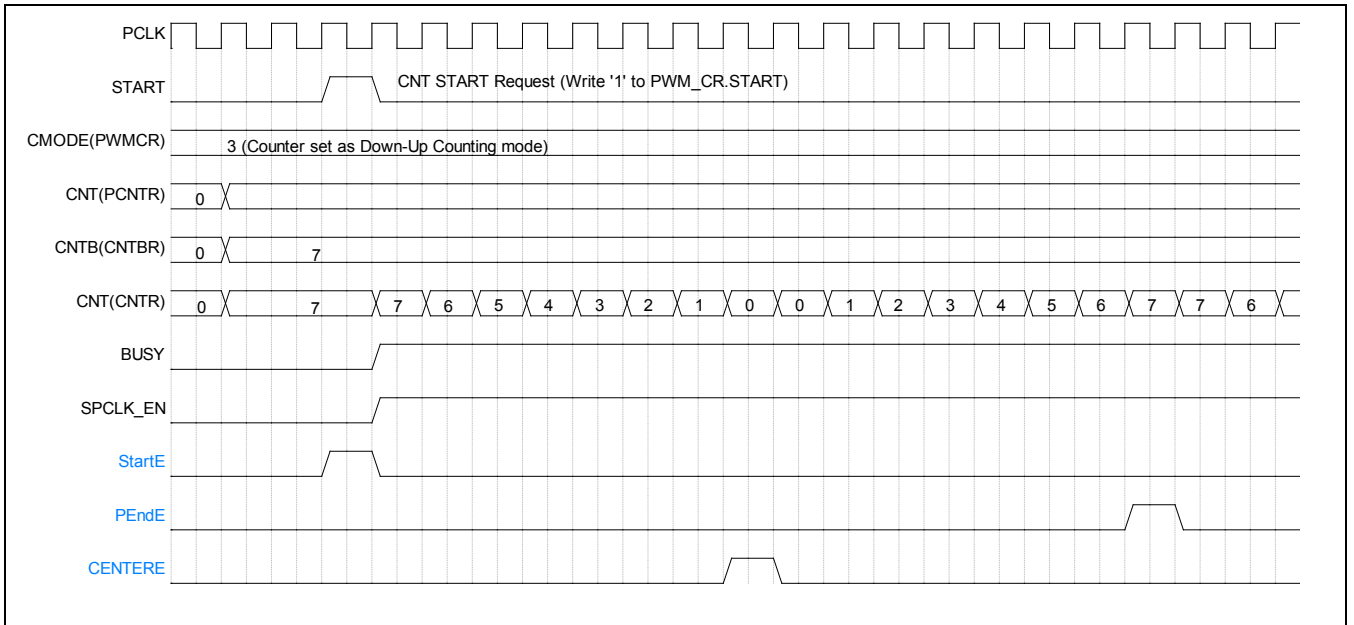 PCLK
START
CNT START Request (Write '1' to PWM_CR.START)
CMODE(PWMCR)
3 (Counter set as Down-Up Counting mode)
CNT(PCNTR)
0
CNTB(CNTBR)
0 7
CNT(CNTR)
0 7 7 6 5 4 3 2 1 0 0 1 2 3 4 5 6 7 7 6
BUSY
SPCLK_EN
StartE
PEndE
CENTERE